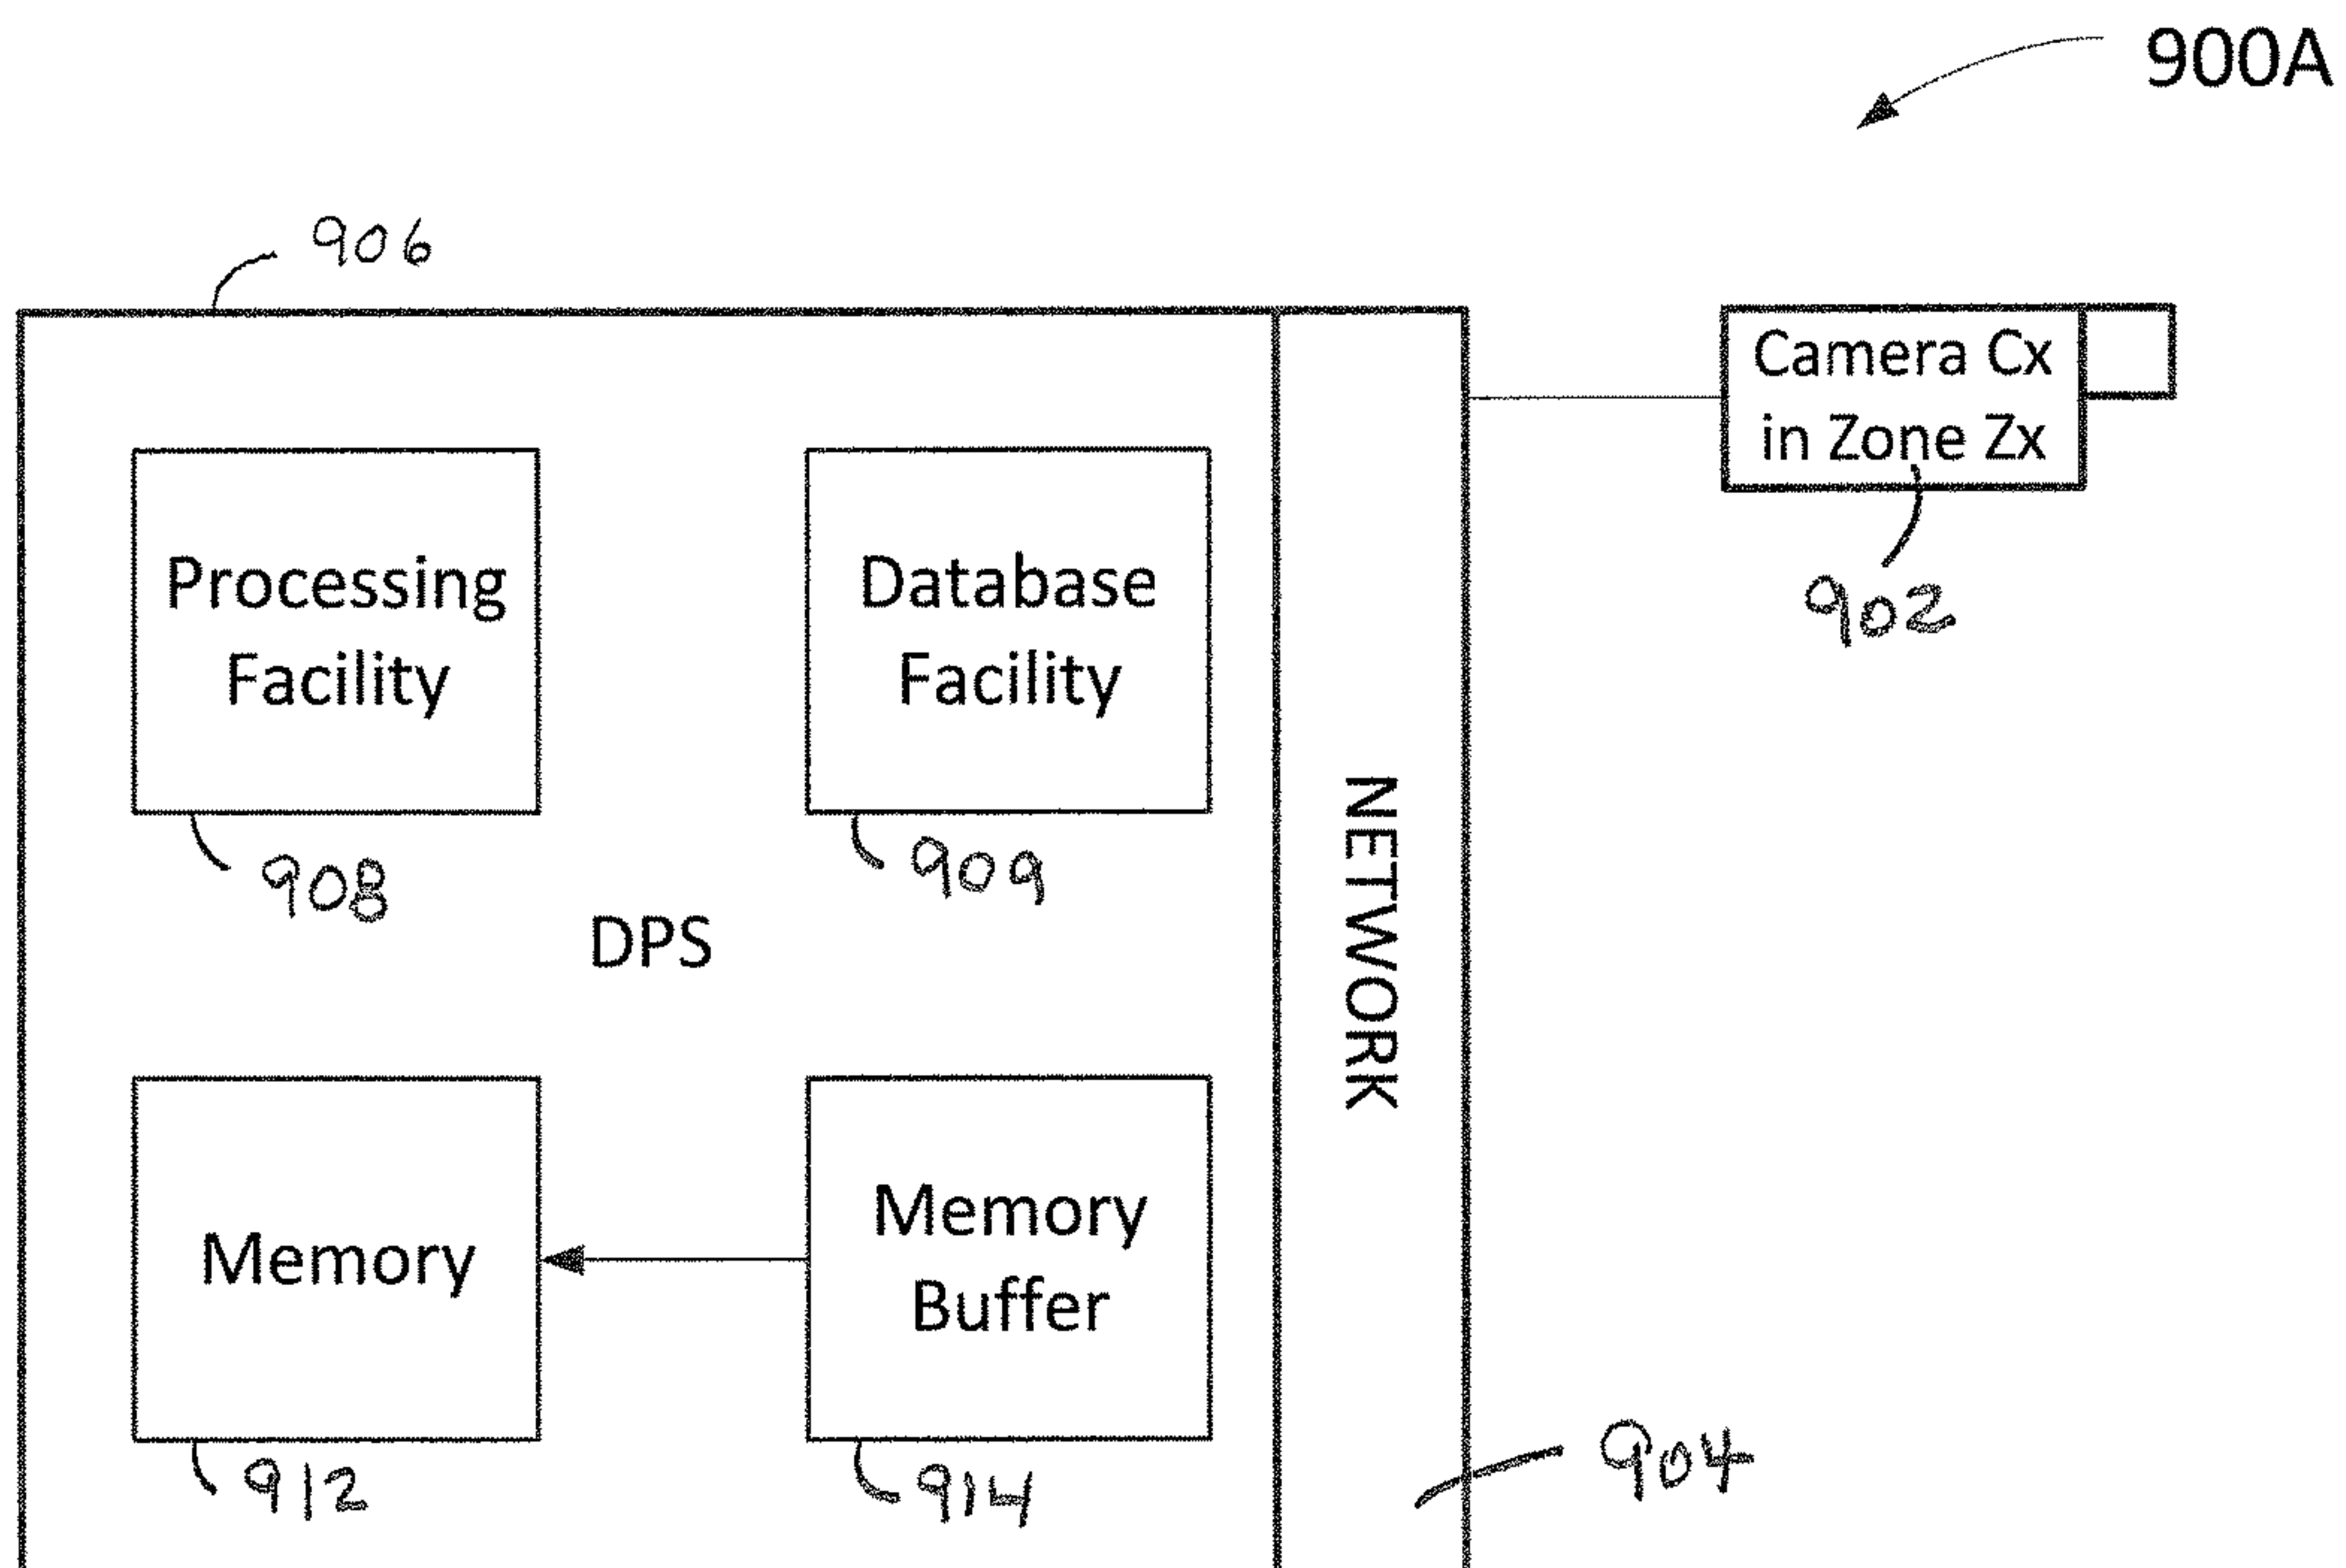 900A
906
Camera Cx
in Zone Zx
902
Processing
Facility
908
Database
Facility
909
DPS
NETWORK
Memory
912
Memory
Buffer
914
904